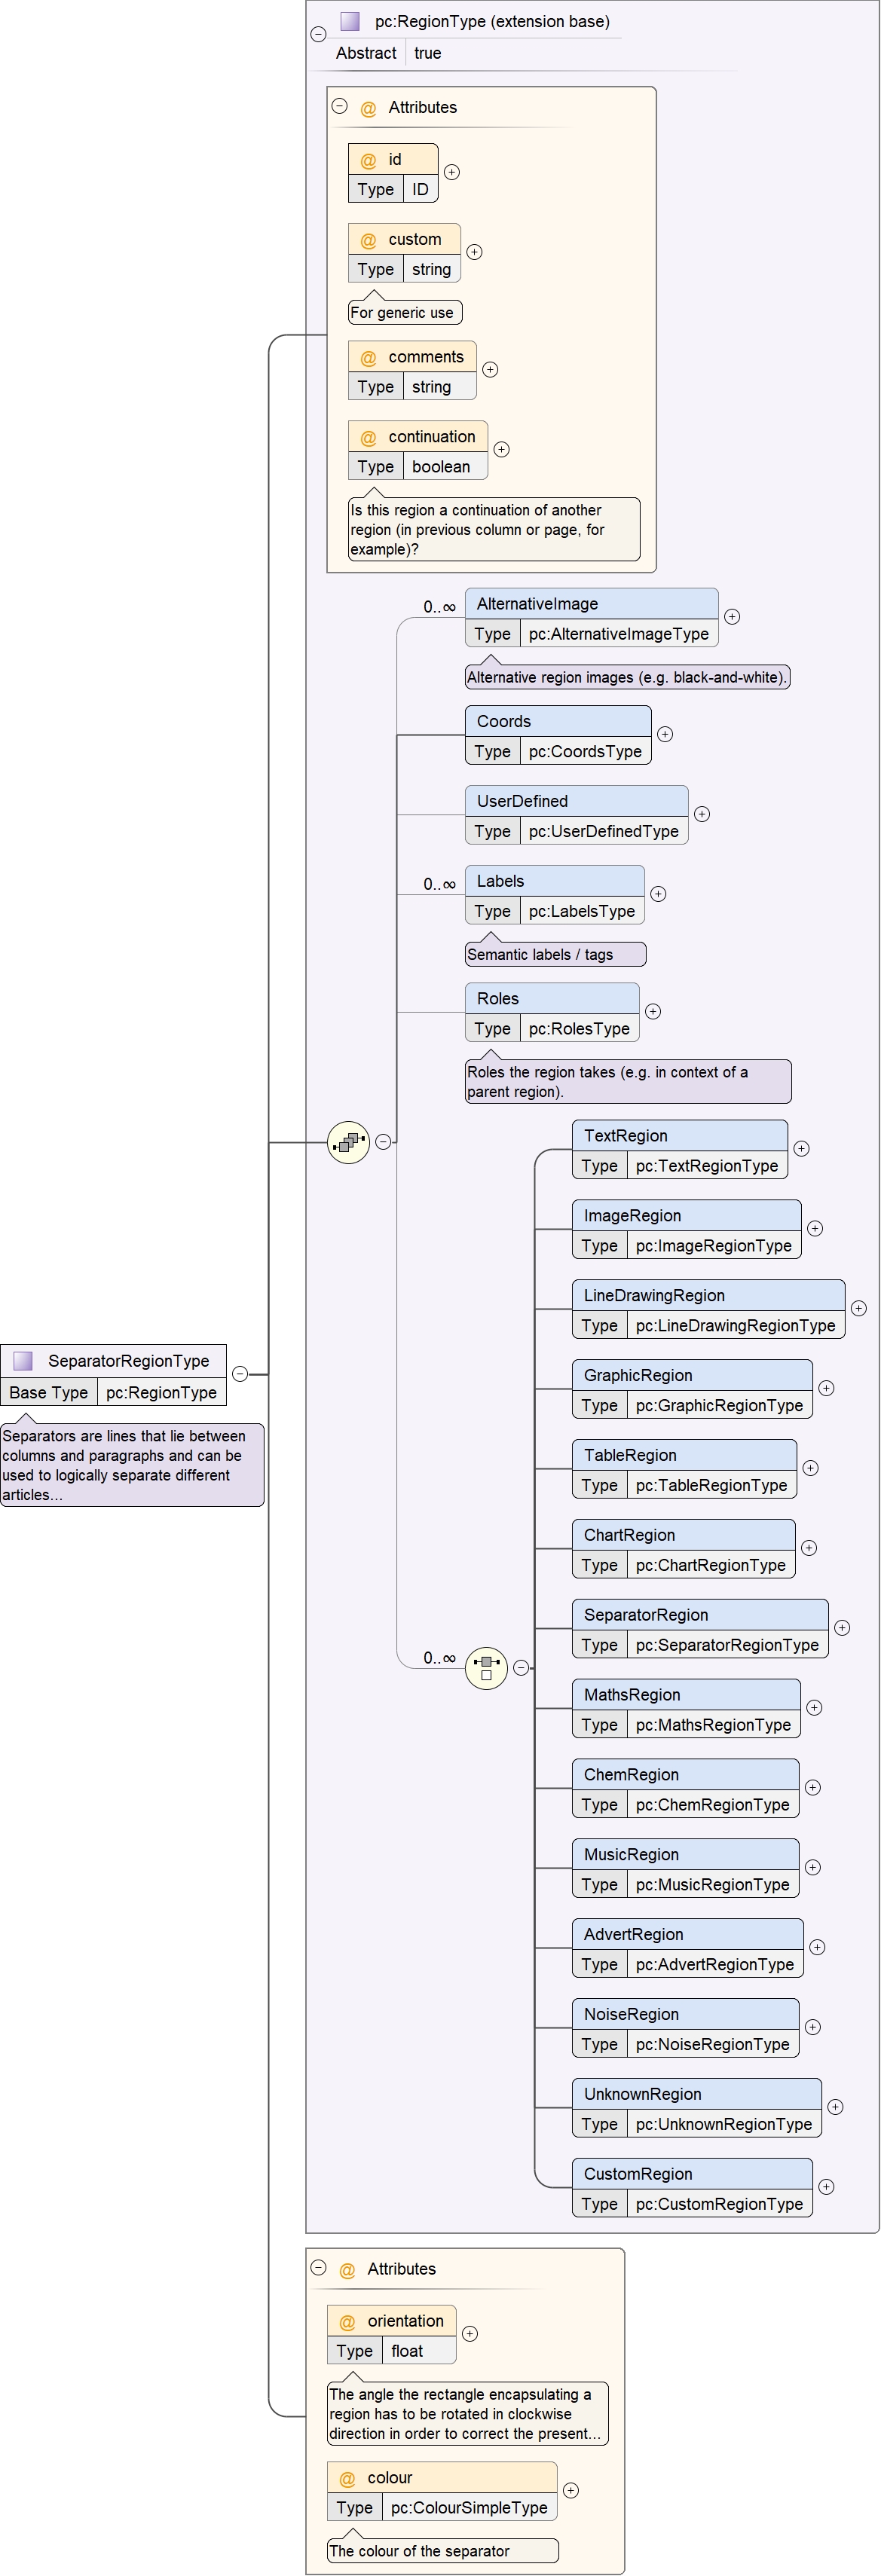 pc:RegionType (extension base)
Abstract true
@ Attributes
@ id
Type ID
@ custom
Type string
For generic use
@ comments
Type string
@ continuation
Type boolean
Is this region a continuation of another
region (in previous column or page, for
example)?
0..∞
AlternativeImage
Type pc:AlternativeImageType
Alternative region images (e.g. black-and-white).
Coords
Type pc:CoordsType
UserDefined
Type pc:UserDefinedType
0..∞
Labels
Type pc:LabelsType
Semantic labels / tags
Roles
Type pc:RolesType
Roles the region takes (e.g. in context of a
parent region).
TextRegion
Type pc:TextRegionType
ImageRegion
Type pc:ImageRegionType
LineDrawingRegion
Type pc:LineDrawingRegionType
SeparatorRegionType
Base Type pc:RegionType
Separators are lines that lie between
columns and paragraphs and can be
used to logically separate different
articles...
GraphicRegion
Type pc:GraphicRegionType
TableRegion
Type pc:TableRegionType
ChartRegion
Type pc:ChartRegionType
SeparatorRegion
Type pc:SeparatorRegionType
0..∞
MathsRegion
Type pc:MathsRegionType
ChemRegion
Type pc:ChemRegionType
MusicRegion
Type pc:MusicRegionType
AdvertRegion
Type pc:AdvertRegionType
NoiseRegion
Type pc:NoiseRegionType
UnknownRegion
Type pc:UnknownRegionType
CustomRegion
Type pc:CustomRegionType
@ Attributes
@ orientation
Type float
The angle the rectangle encapsulating a
region has to be rotated in clockwise
direction in order to correct the present...
@ colour
Type pc:ColourSimpleType
The colour of the separator